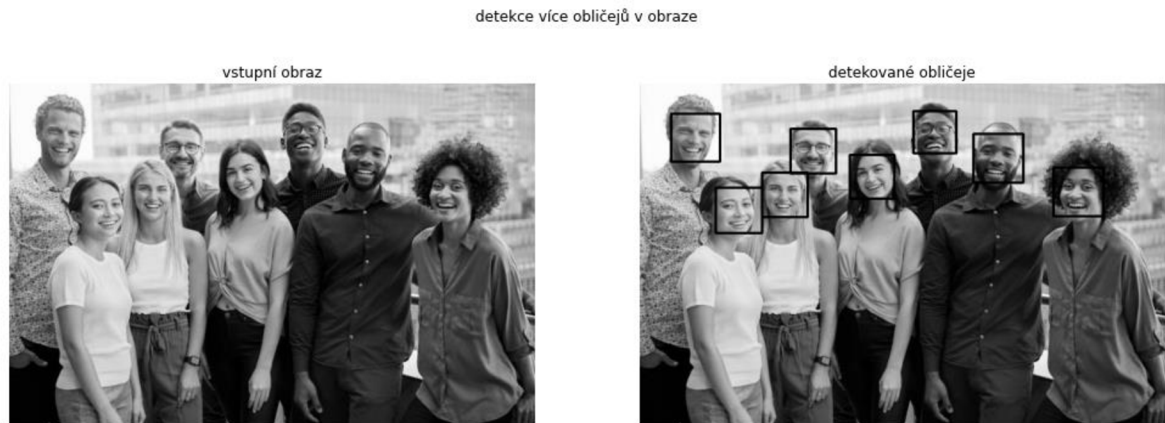 detekce více obličejů v obraze
vstupní obraz
detekované obličeje